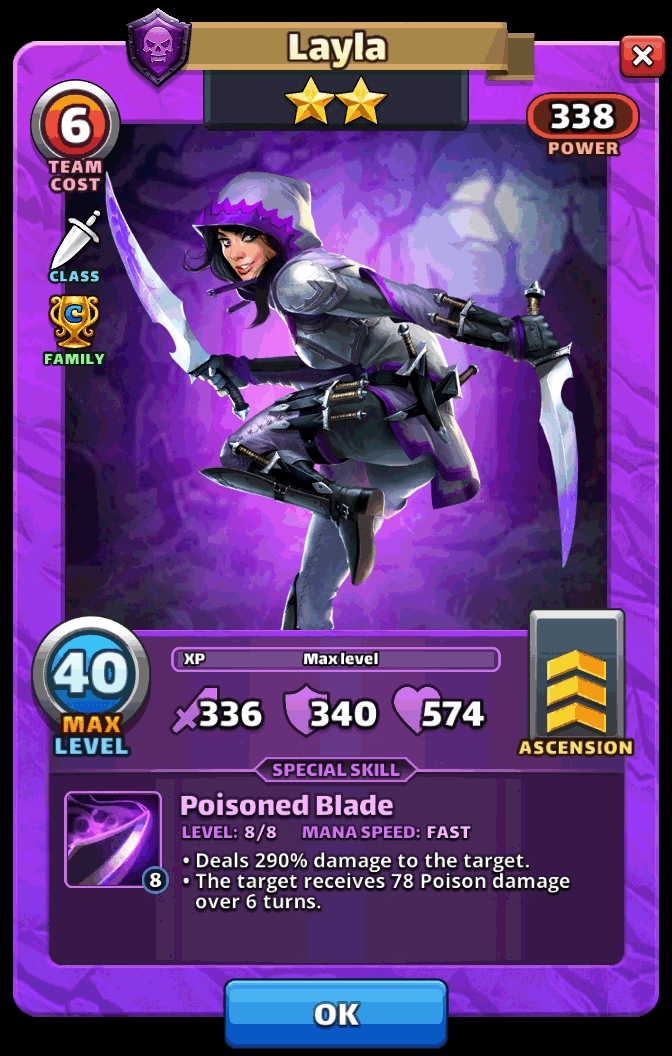 Layla
6
TEAM
COST
338
POWER
CLASS
C
FAMILY
40
MAX
LEVEL
XP Max level
336 340 574
ASCENSION
SPECIAL SKILL
Poisoned Blade
LEVEL: 8/8 MANA SPEED: FAST
8
• Deals 290% damage to the target.
• The target receives 78 Poison damage
over 6 turns.
OK